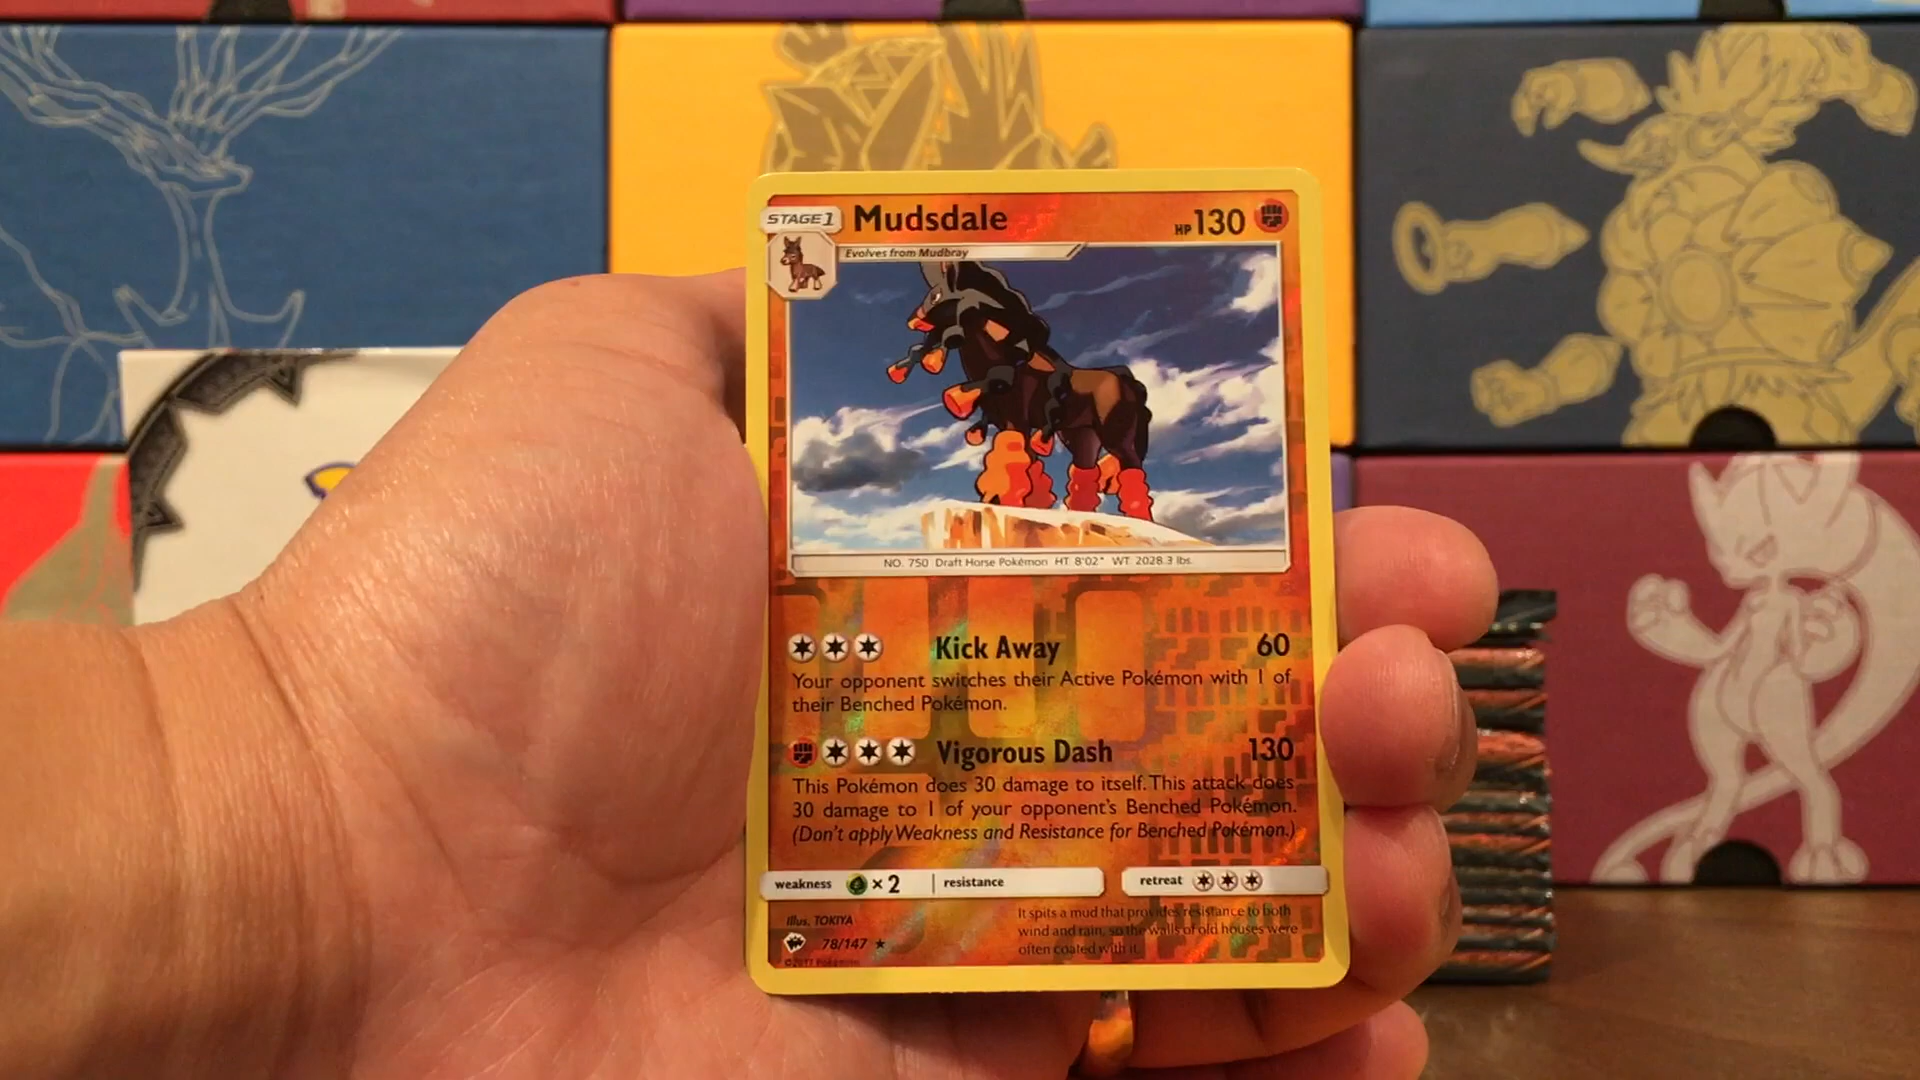 STAGE 1 Mudsdale HP 130
Evolves from Mudbray
NO. 750 Draft Horse Pokémon HT 8'02" WT 2028.3 lbs.
Kick Away 60
Your opponent switches their Active Pokémon with 1 of
their Benched Pokémon.
Vigorous Dash 130
This Pokémon does 30 damage to itself. This attack does
30 damage to 1 of your opponent's Benched Pokémon.
(Don't apply Weakness and Resistance for Benched Pokémon.)
weakness ×2 resistance retreat
Illus. TOKIYA
78/147 ★
©2017 Pokémon
It spits a mud that provides resistance to both
wind and rain, so the walls of old houses were
often coated with it.